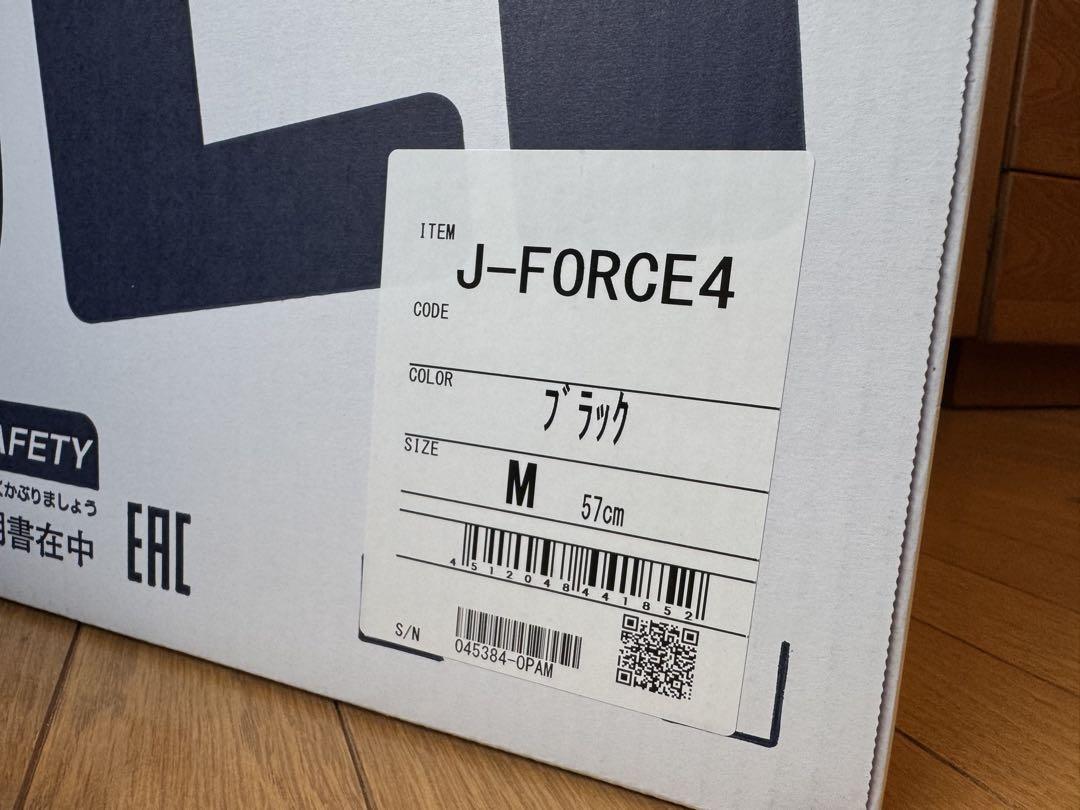 ITEM
J-FORCE4
CODE
COLOR
ブラック
SIZE
M 57cm
4512048441852
S/N
045384-0PAM
AFETY
かぶりましょう
書在中
EAC